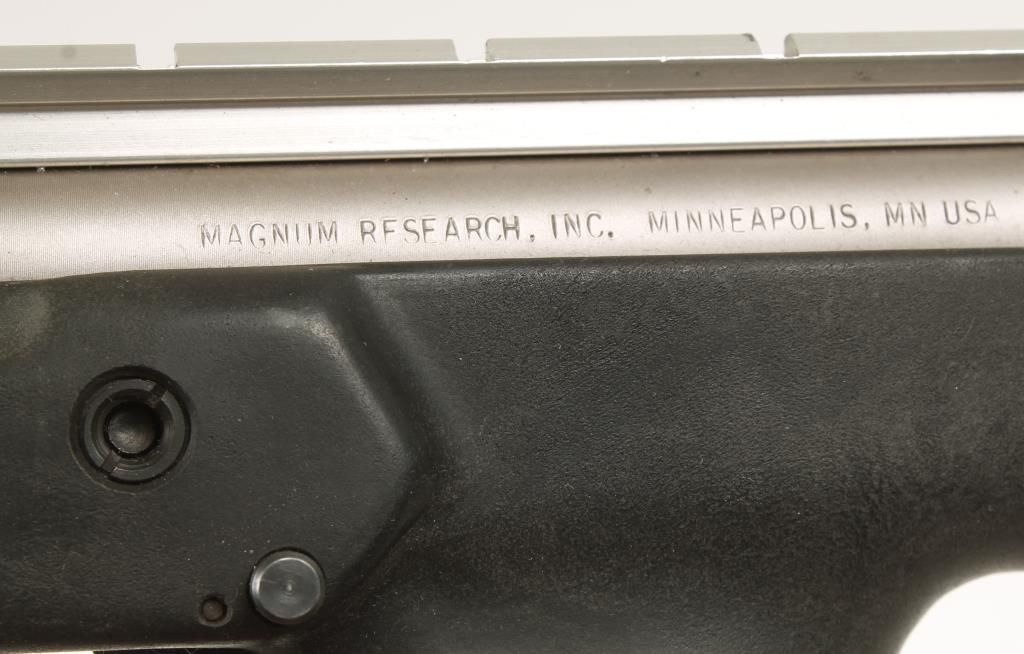 MAGNUM RESEARCH, INC. MINNEAPOLIS, MN USA